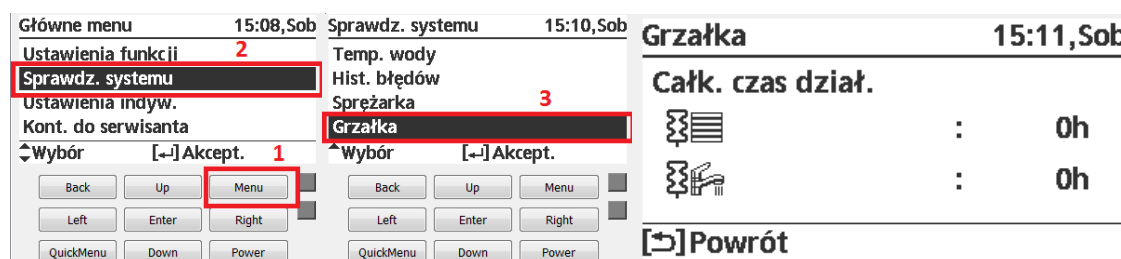 Główne menu 15:08,Sob
Ustawienia funkcji 2
Sprawdz. systemu
Ustawienia indyw.
Kont. do serwisanta
Wybór [↵] Akcept. 1
Back Up Menu
Left Enter Right
QuickMenu Down Power
Sprawdz. systemu 15:10,Sob
Temp. wody
Hist. błędów
Sprężarka 3
Grzałka
Wybór [↵] Akcept.
Back Up Menu
Left Enter Right
QuickMenu Down Power
Grzałka 15:11,Sob
Całk. czas dział.
: 0h
: 0h
[⮌]Powrót